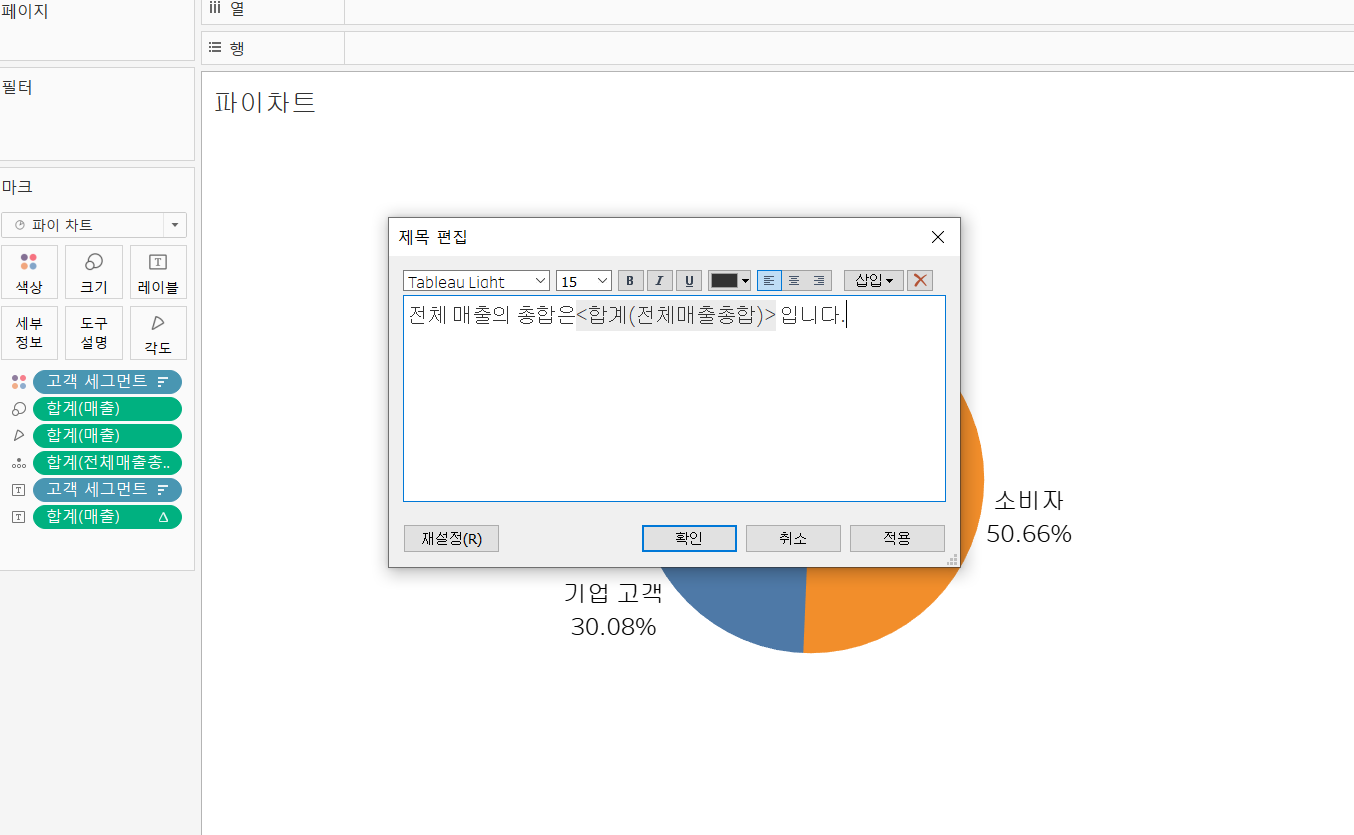 페이지
열
행
필터
파이차트
마크
파이 차트
색상
크기
레이블
세부
정보
도구
설명
각도
고객 세그먼트
합계(매출)
합계(매출)
합계(전체매출총..
고객 세그먼트
합계(매출)
제목 편집
Tableau Light
15
B
I
U
삽입
전체 매출의 총합은<합계(전체매출총합)> 입니다.
재설정(R)
확인
취소
적용
소비자
50.66%
기업 고객
30.08%